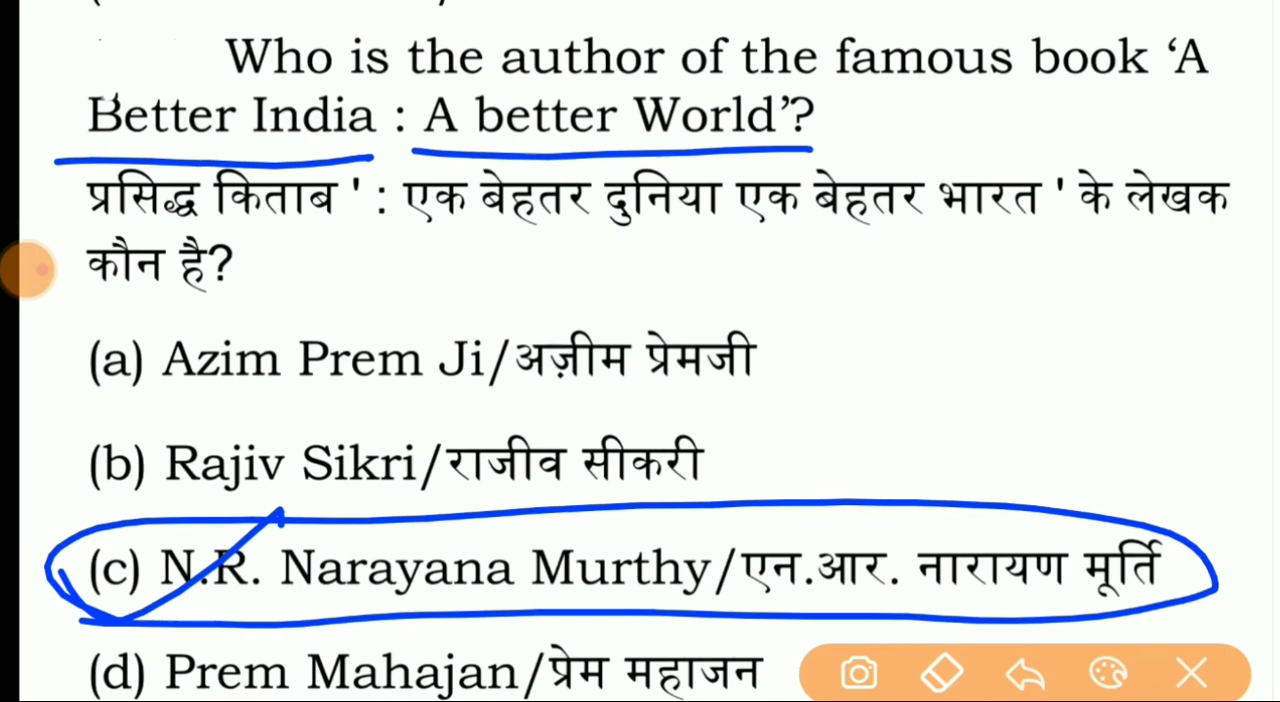 Who is the author of the famous book ‘A
Better India : A better World’?
प्रसिद्ध किताब ' : एक बेहतर दुनिया एक बेहतर भारत ' के लेखक
कौन है?
(a) Azim Prem Ji/अज़ीम प्रेमजी
(b) Rajiv Sikri/राजीव सीकरी
(c) N.R. Narayana Murthy/एन.आर. नारायण मूर्ति
(d) Prem Mahajan/प्रेम महाजन